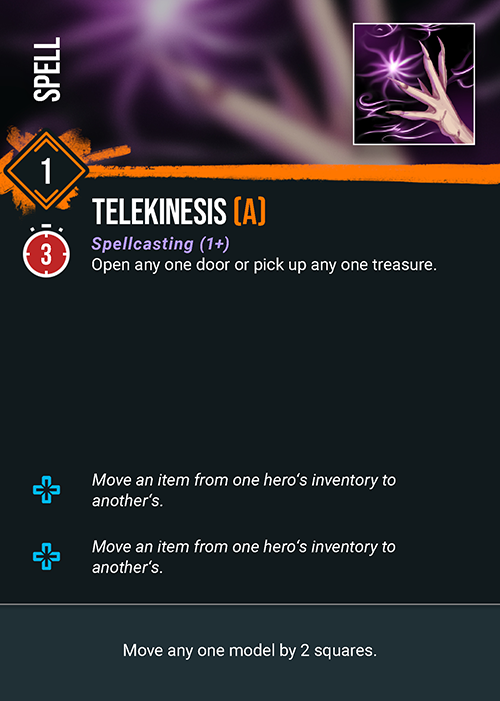 SPELL
1
TELEKINESIS (A)
3
Spellcasting (1+)
Open any one door or pick up any one treasure.
Move an item from one hero‘s inventory to
another‘s.
Move an item from one hero‘s inventory to
another‘s.
Move any one model by 2 squares.